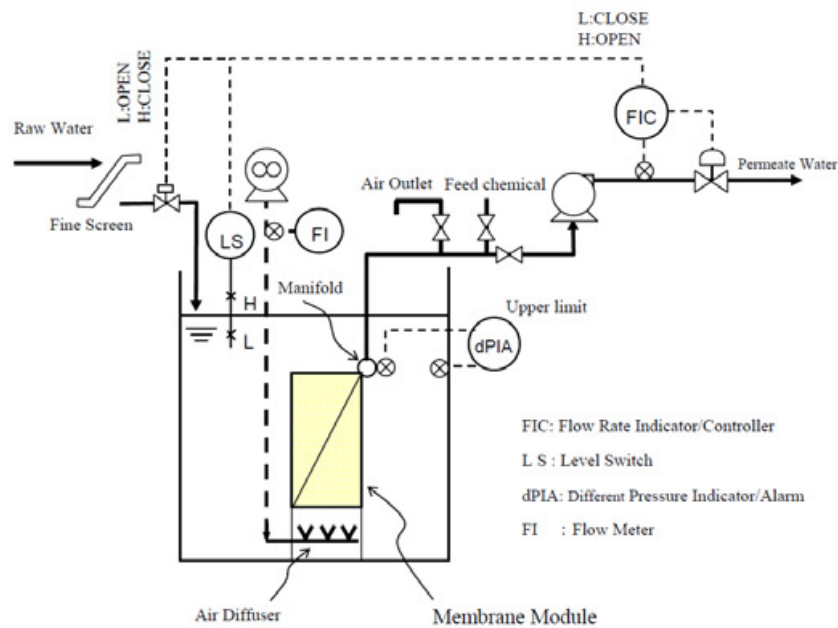 L:CLOSE
H:OPEN
L:OPEN
H:CLOSE
Raw Water
FIC
Air Outlet
Feed chemical
Permeate Water
Fine Screen
LS
FI
H
Manifold
Upper limit
L
dPIA
FIC: Flow Rate Indicator/Controller
L S : Level Switch
dPIA: Different Pressure Indicator/Alarm
FI : Flow Meter
Air Diffuser
Membrane Module